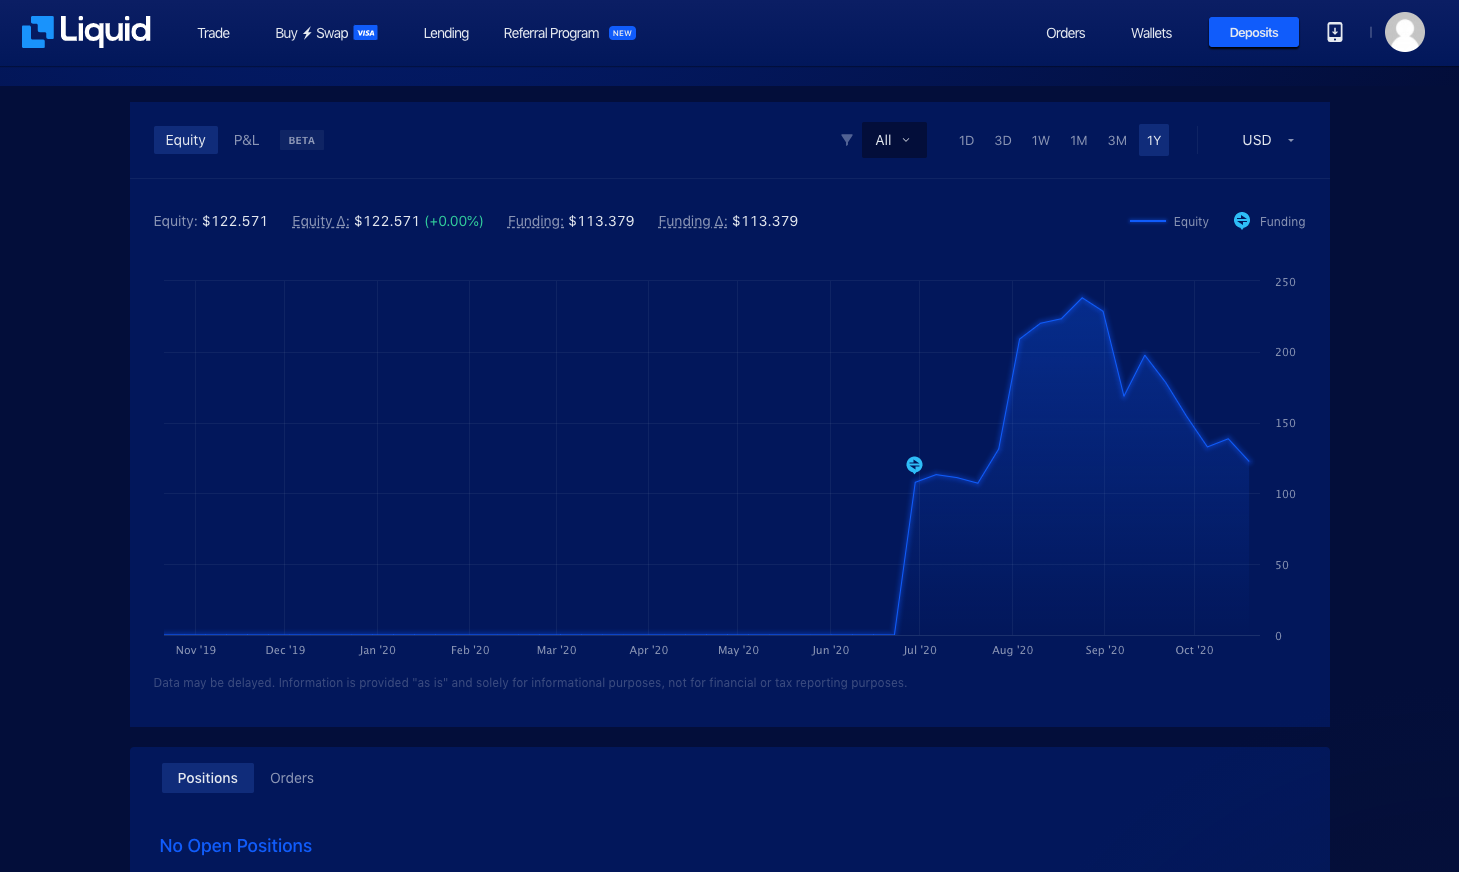 Liquid Trade Buy Swap VISA Lending Referral Program NEW Orders Wallets Deposits
Equity P&L BETA All 1D 3D 1W 1M 3M 1Y USD
Equity: $122.571 Equity Δ: $122.571 (+0.00%) Funding: $113.379 Funding Δ: $113.379 Equity Funding
250
200
150
100
50
0
Nov '19 Dec '19 Jan '20 Feb '20 Mar '20 Apr '20 May '20 Jun '20 Jul '20 Aug '20 Sep '20 Oct '20
Data may be delayed. Information is provided "as is" and solely for informational purposes, not for financial or tax reporting purposes.
Positions Orders
No Open Positions